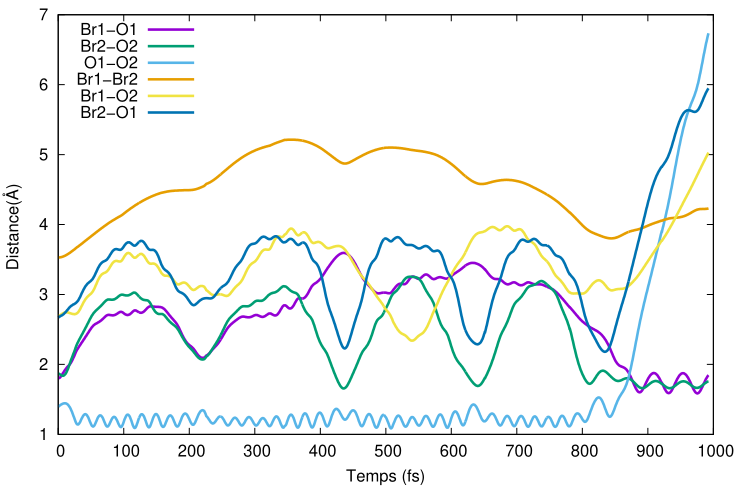 7
6
5
4
3
2
1
Distance(Å)
Br1−O1
Br2−O2
O1−O2
Br1−Br2
Br1−O2
Br2−O1
0 100 200 300 400 500 600 700 800 900 1000
Temps (fs)